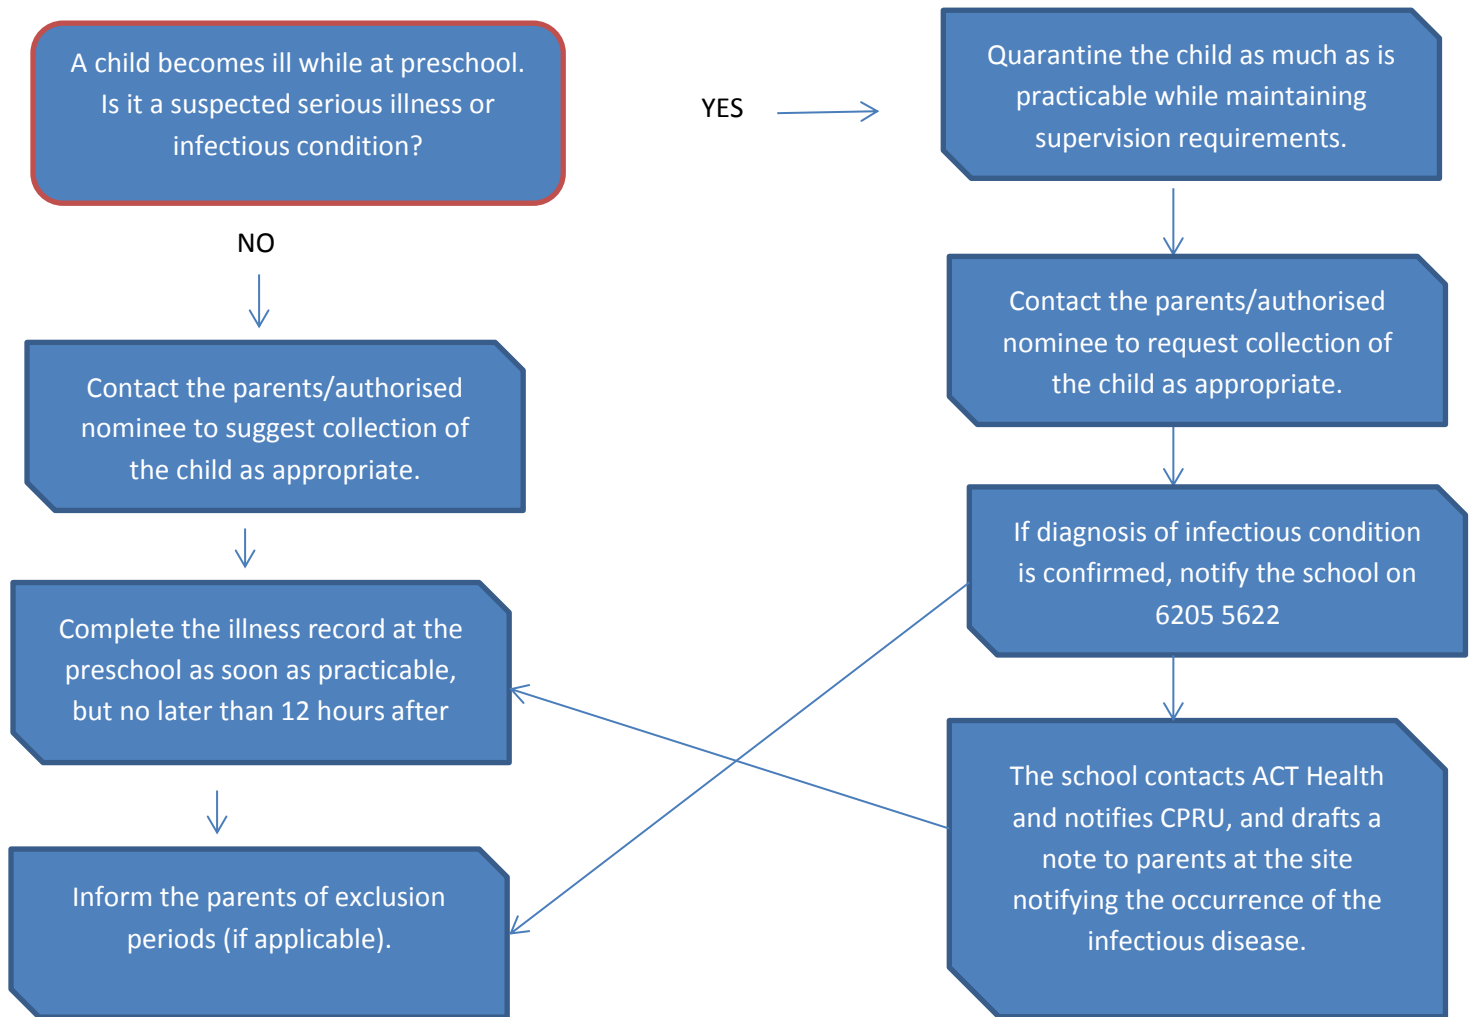 A child becomes ill while at preschool.
Is it a suspected serious illness or
infectious condition?
YES
Quarantine the child as much as is
practicable while maintaining
supervision requirements.
NO
Contact the parents/authorised
nominee to suggest collection of
the child as appropriate.
Contact the parents/authorised
nominee to request collection of
the child as appropriate.
Complete the illness record at the
preschool as soon as practicable,
but no later than 12 hours after
If diagnosis of infectious condition
is confirmed, notify the school on
6205 5622
Inform the parents of exclusion
periods (if applicable).
The school contacts ACT Health
and notifies CPRU, and drafts a
note to parents at the site
notifying the occurrence of the
infectious disease.